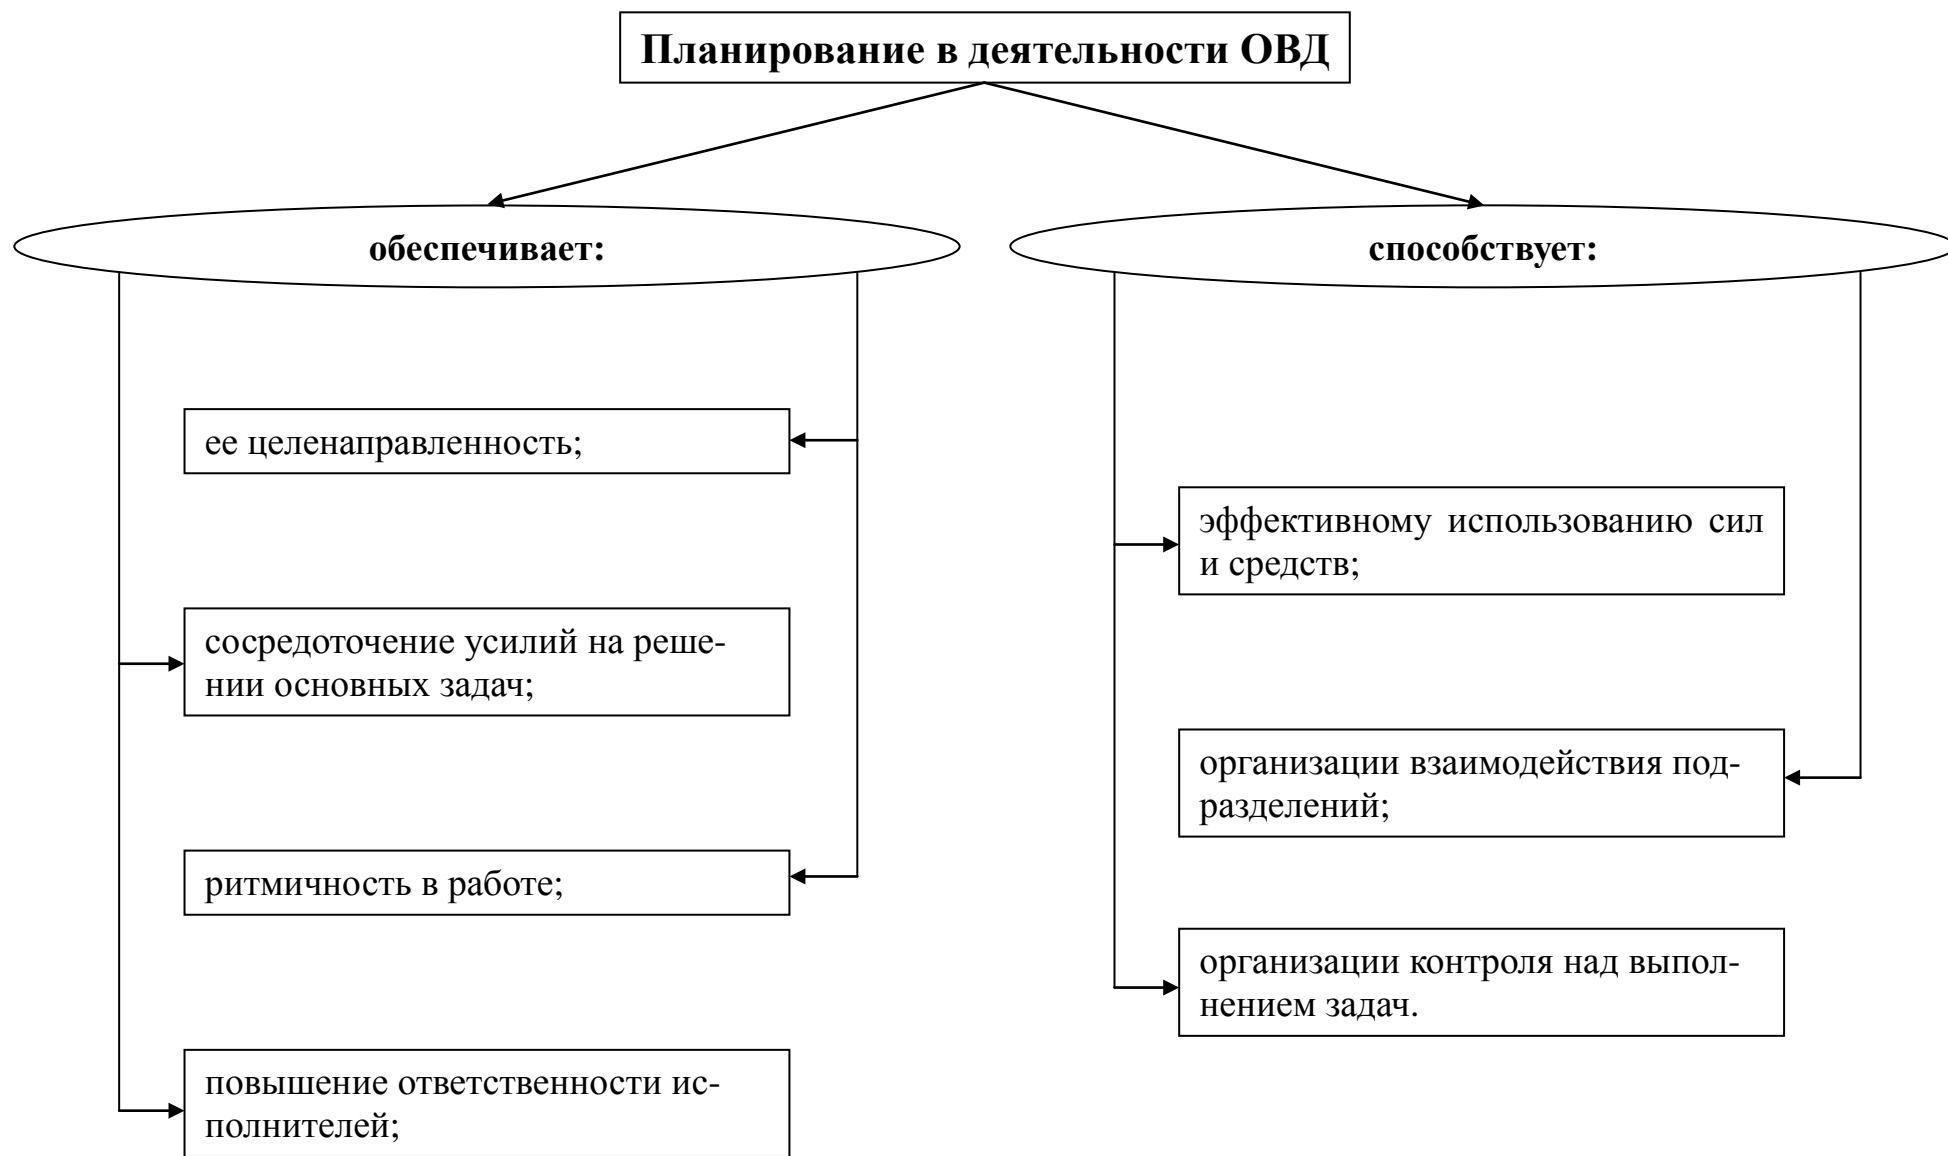 Планирование в деятельности ОВД
обеспечивает:
ее целенаправленность;
сосредоточение усилий на реше-
нии основных задач;
ритмичность в работе;
повышение ответственности ис-
полнителей;
способствует:
эффективному использованию сил
и средств;
организации взаимодействия под-
разделений;
организации контроля над выпол-
нением задач.